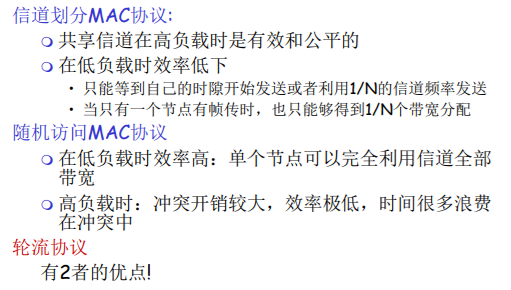 信道划分MAC协议:
共享信道在高负载时是有效和公平的
在低负载时效率低下
• 只能等到自己的时隙开始发送或者利用1/N的信道频率发送
• 当只有一个节点有帧传时，也只能够得到1/N个带宽分配
随机访问MAC协议
在低负载时效率高：单个节点可以完全利用信道全部
带宽
高负载时：冲突开销较大，效率极低，时间很多浪费
在冲突中
轮流协议
有2者的优点!